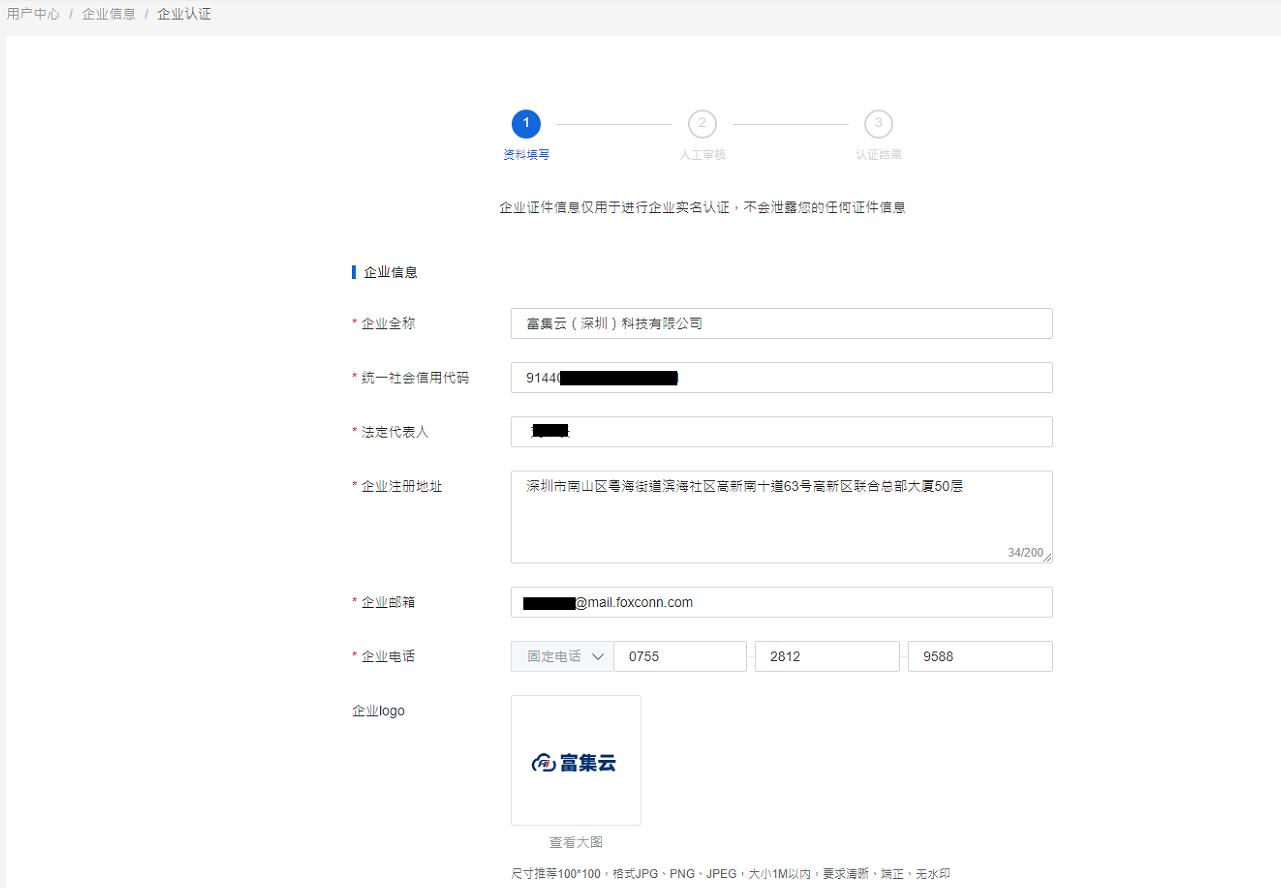 用户中心 / 企业信息 / 企业认证
1 2 3
资料填写 人工审核 认证结果
企业证件信息仅用于进行企业实名认证，不会泄露您的任何证件信息
企业信息
* 企业全称 富集云（深圳）科技有限公司
* 统一社会信用代码 9144
* 法定代表人
* 企业注册地址 深圳市南山区粤海街道滨海社区高新南十道63号高新区联合总部大厦50层
34/200
* 企业邮箱 @mail.foxconn.com
* 企业电话 固定电话 0755 - 2812 - 9588
企业logo
富集云
查看大图
尺寸推荐100*100，格式JPG、PNG、JPEG，大小1M以内，要求清晰、端正、无水印